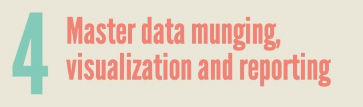 4
Master data munging,
visualization and reporting